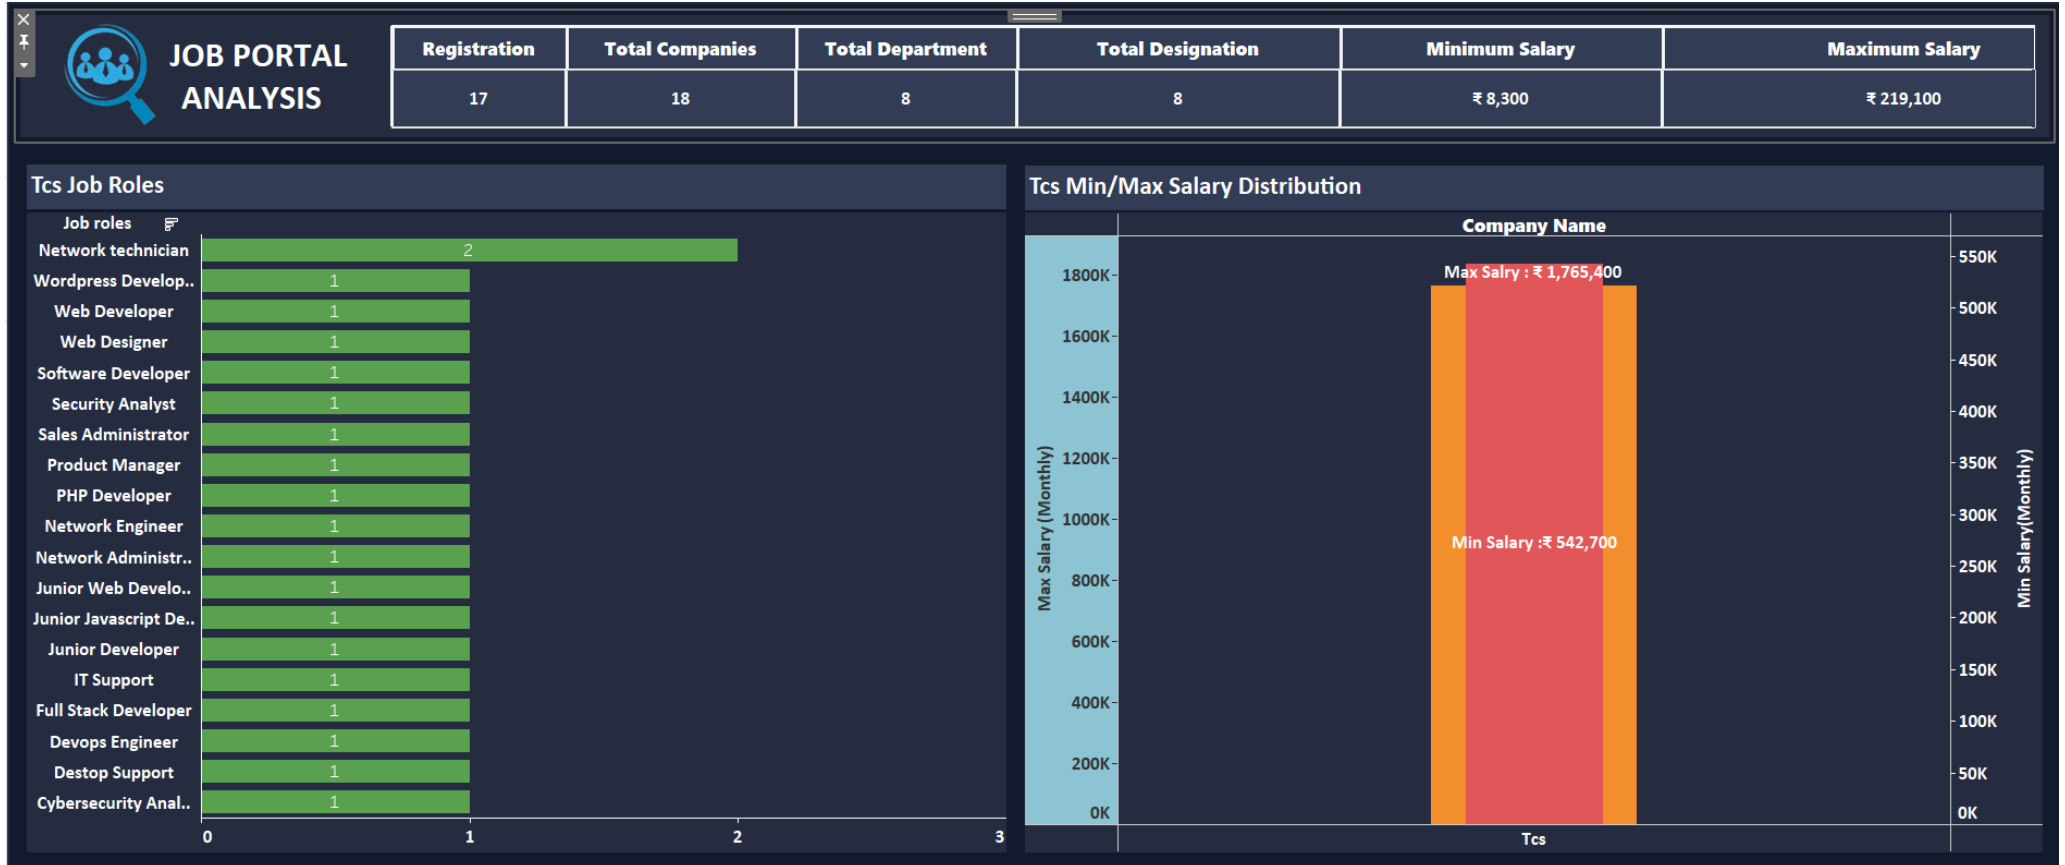 JOB PORTAL
ANALYSIS
Registration Total Companies Total Department Total Designation Minimum Salary Maximum Salary
17 18 8 8 ₹ 8,300 ₹ 219,100
Tcs Job Roles
Job roles
Network technician 2
Wordpress Develop.. 1
Web Developer 1
Web Designer 1
Software Developer 1
Security Analyst 1
Sales Administrator 1
Product Manager 1
PHP Developer 1
Network Engineer 1
Network Administr.. 1
Junior Web Develo.. 1
Junior Javascript De.. 1
Junior Developer 1
IT Support 1
Full Stack Developer 1
Devops Engineer 1
Destop Support 1
Cybersecurity Anal.. 1
0 1 2 3
Tcs Min/Max Salary Distribution
Company Name
Max Salary (Monthly)
1800K
1600K
1400K
1200K
1000K
800K
600K
400K
200K
0K
Max Salry : ₹ 1,765,400
Min Salary :₹ 542,700
550K
500K
450K
400K
350K
300K
250K
200K
150K
100K
50K
0K
Min Salary(Monthly)
Tcs